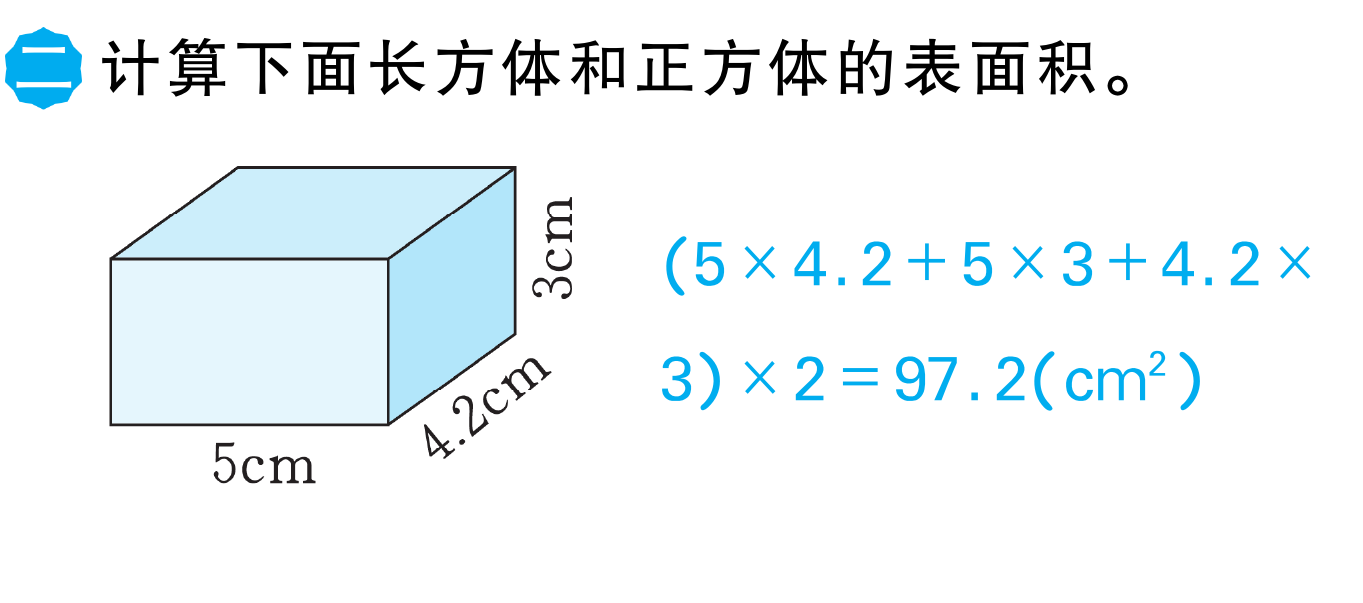 二 计算下面长方体和正方体的表面积。
3cm
(5×4.2+5×3+4.2×
3)×2=97.2(cm²)
4.2cm
5cm